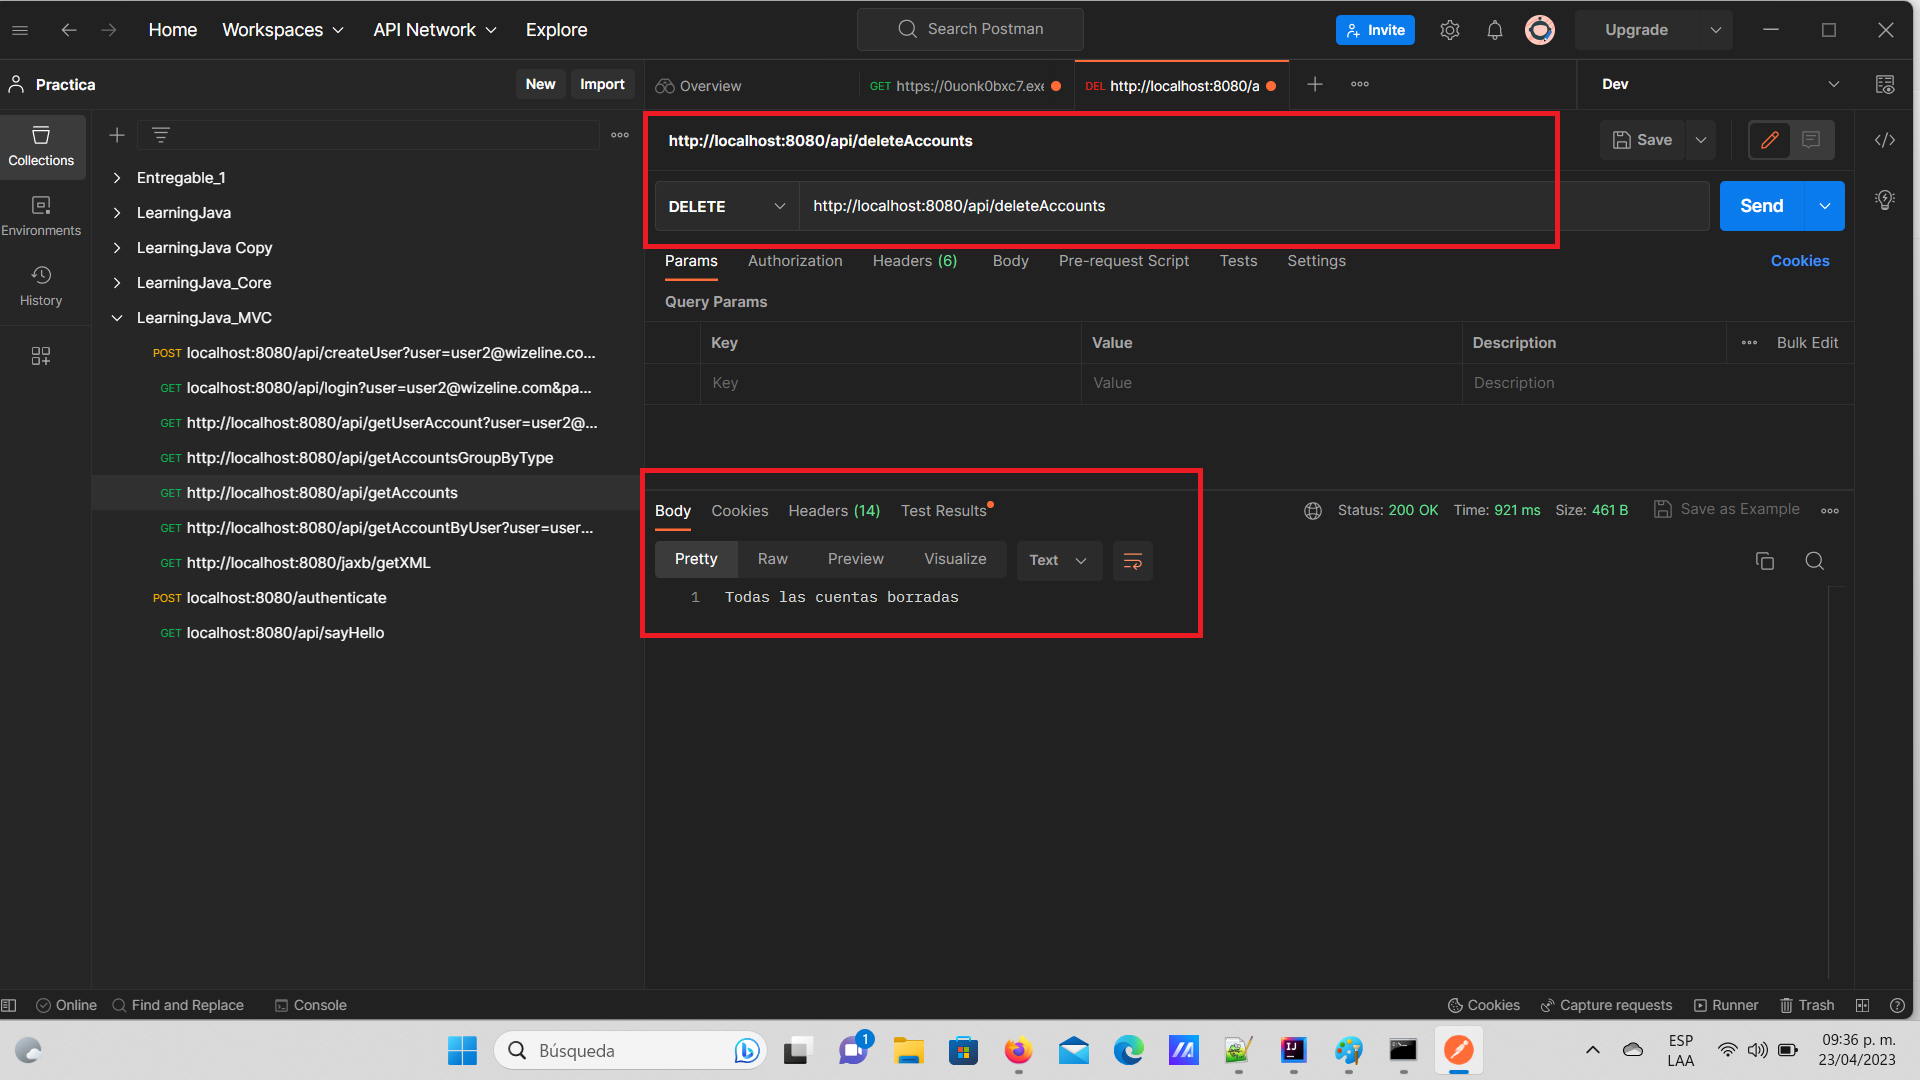 Home
Workspaces
API Network
Explore
Search Postman
Invite
Upgrade
Practica
New
Import
Overview
GET https://0uonk0bxc7.exe
DEL http://localhost:8080/a
Dev
Collections
Environments
History
Entregable_1
LearningJava
LearningJava Copy
LearningJava_Core
LearningJava_MVC
POST localhost:8080/api/createUser?user=user2@wizeline.co...
GET localhost:8080/api/login?user=user2@wizeline.com&pa...
GET http://localhost:8080/api/getUserAccount?user=user2@...
GET http://localhost:8080/api/getAccountsGroupByType
GET http://localhost:8080/api/getAccounts
GET http://localhost:8080/api/getAccountByUser?user=user...
GET http://localhost:8080/jaxb/getXML
POST localhost:8080/authenticate
GET localhost:8080/api/sayHello
http://localhost:8080/api/deleteAccounts
Save
DELETE
http://localhost:8080/api/deleteAccounts
Send
Params
Authorization
Headers (6)
Body
Pre-request Script
Tests
Settings
Cookies
Query Params
Key
Value
Description
Bulk Edit
Key
Value
Description
Body
Cookies
Headers (14)
Test Results
Status: 200 OK
Time: 921 ms
Size: 461 B
Save as Example
Pretty
Raw
Preview
Visualize
Text
1 Todas las cuentas borradas
Online
Find and Replace
Console
Cookies
Capture requests
Runner
Trash
Búsqueda
1
IJ
ESP
LAA
09:36 p. m.
23/04/2023